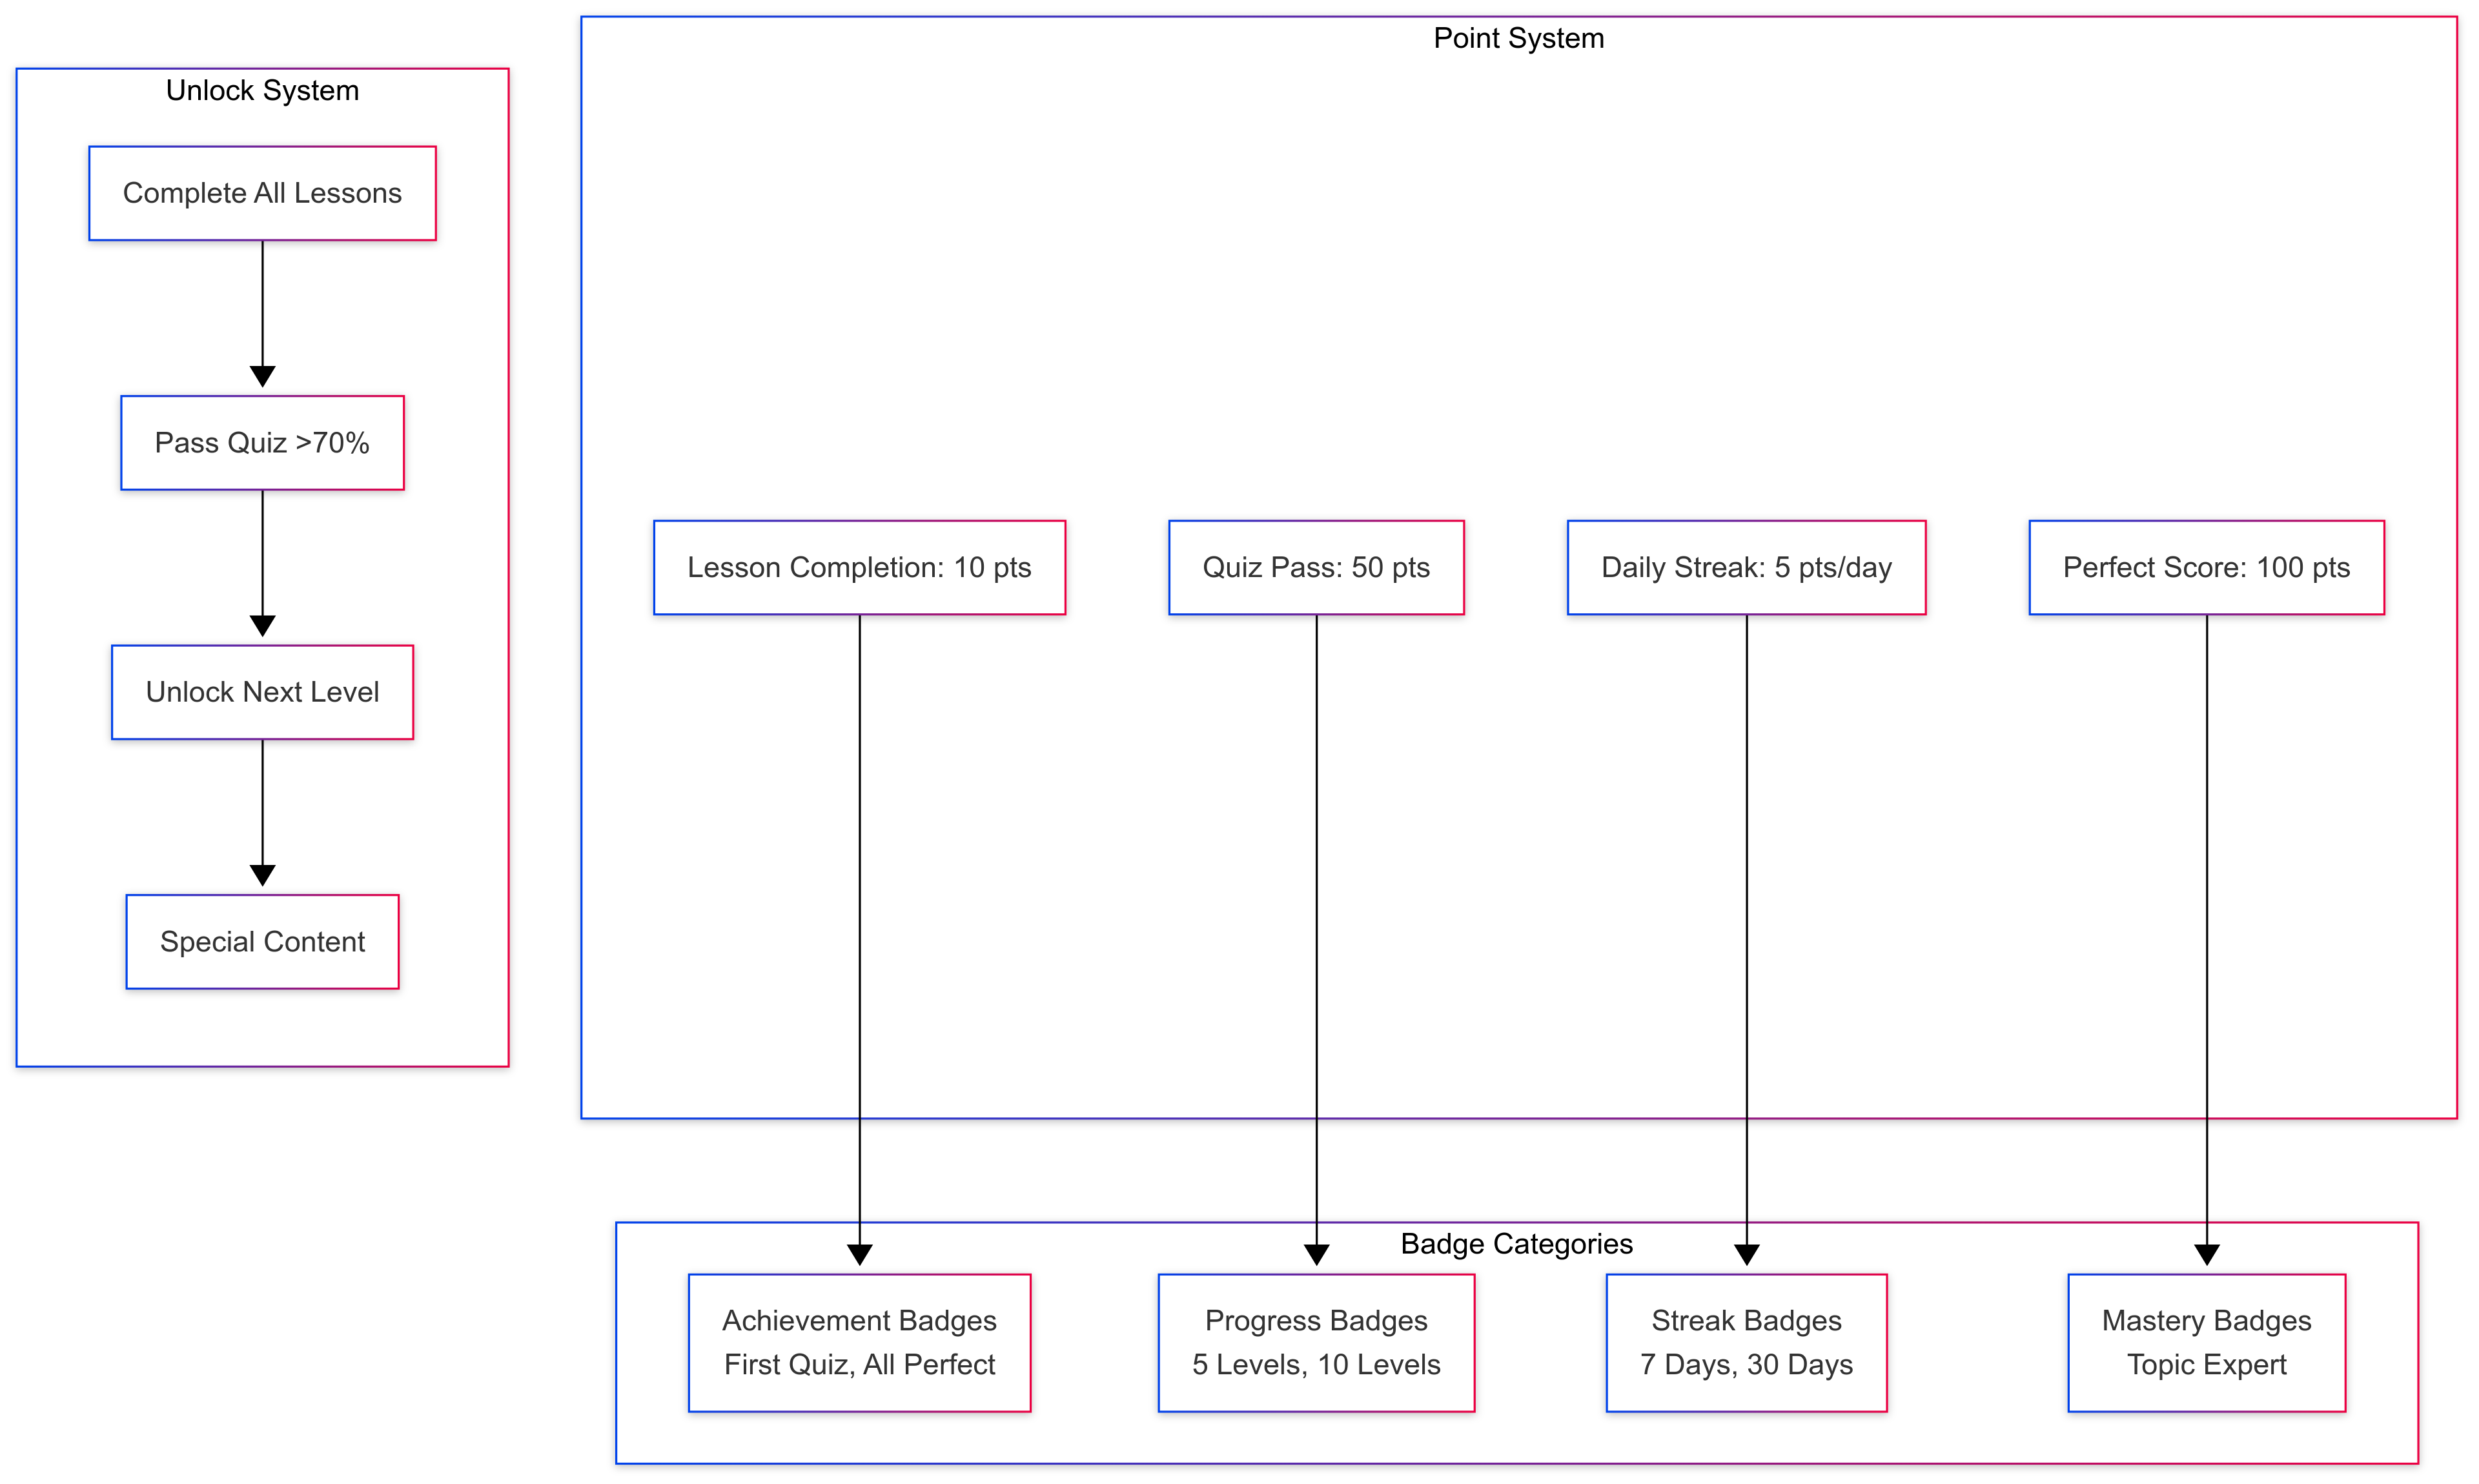 Unlock System
Complete All Lessons
Pass Quiz >70%
Unlock Next Level
Special Content
Point System
Lesson Completion: 10 pts
Quiz Pass: 50 pts
Daily Streak: 5 pts/day
Perfect Score: 100 pts
Badge Categories
Achievement Badges
First Quiz, All Perfect
Progress Badges
5 Levels, 10 Levels
Streak Badges
7 Days, 30 Days
Mastery Badges
Topic Expert